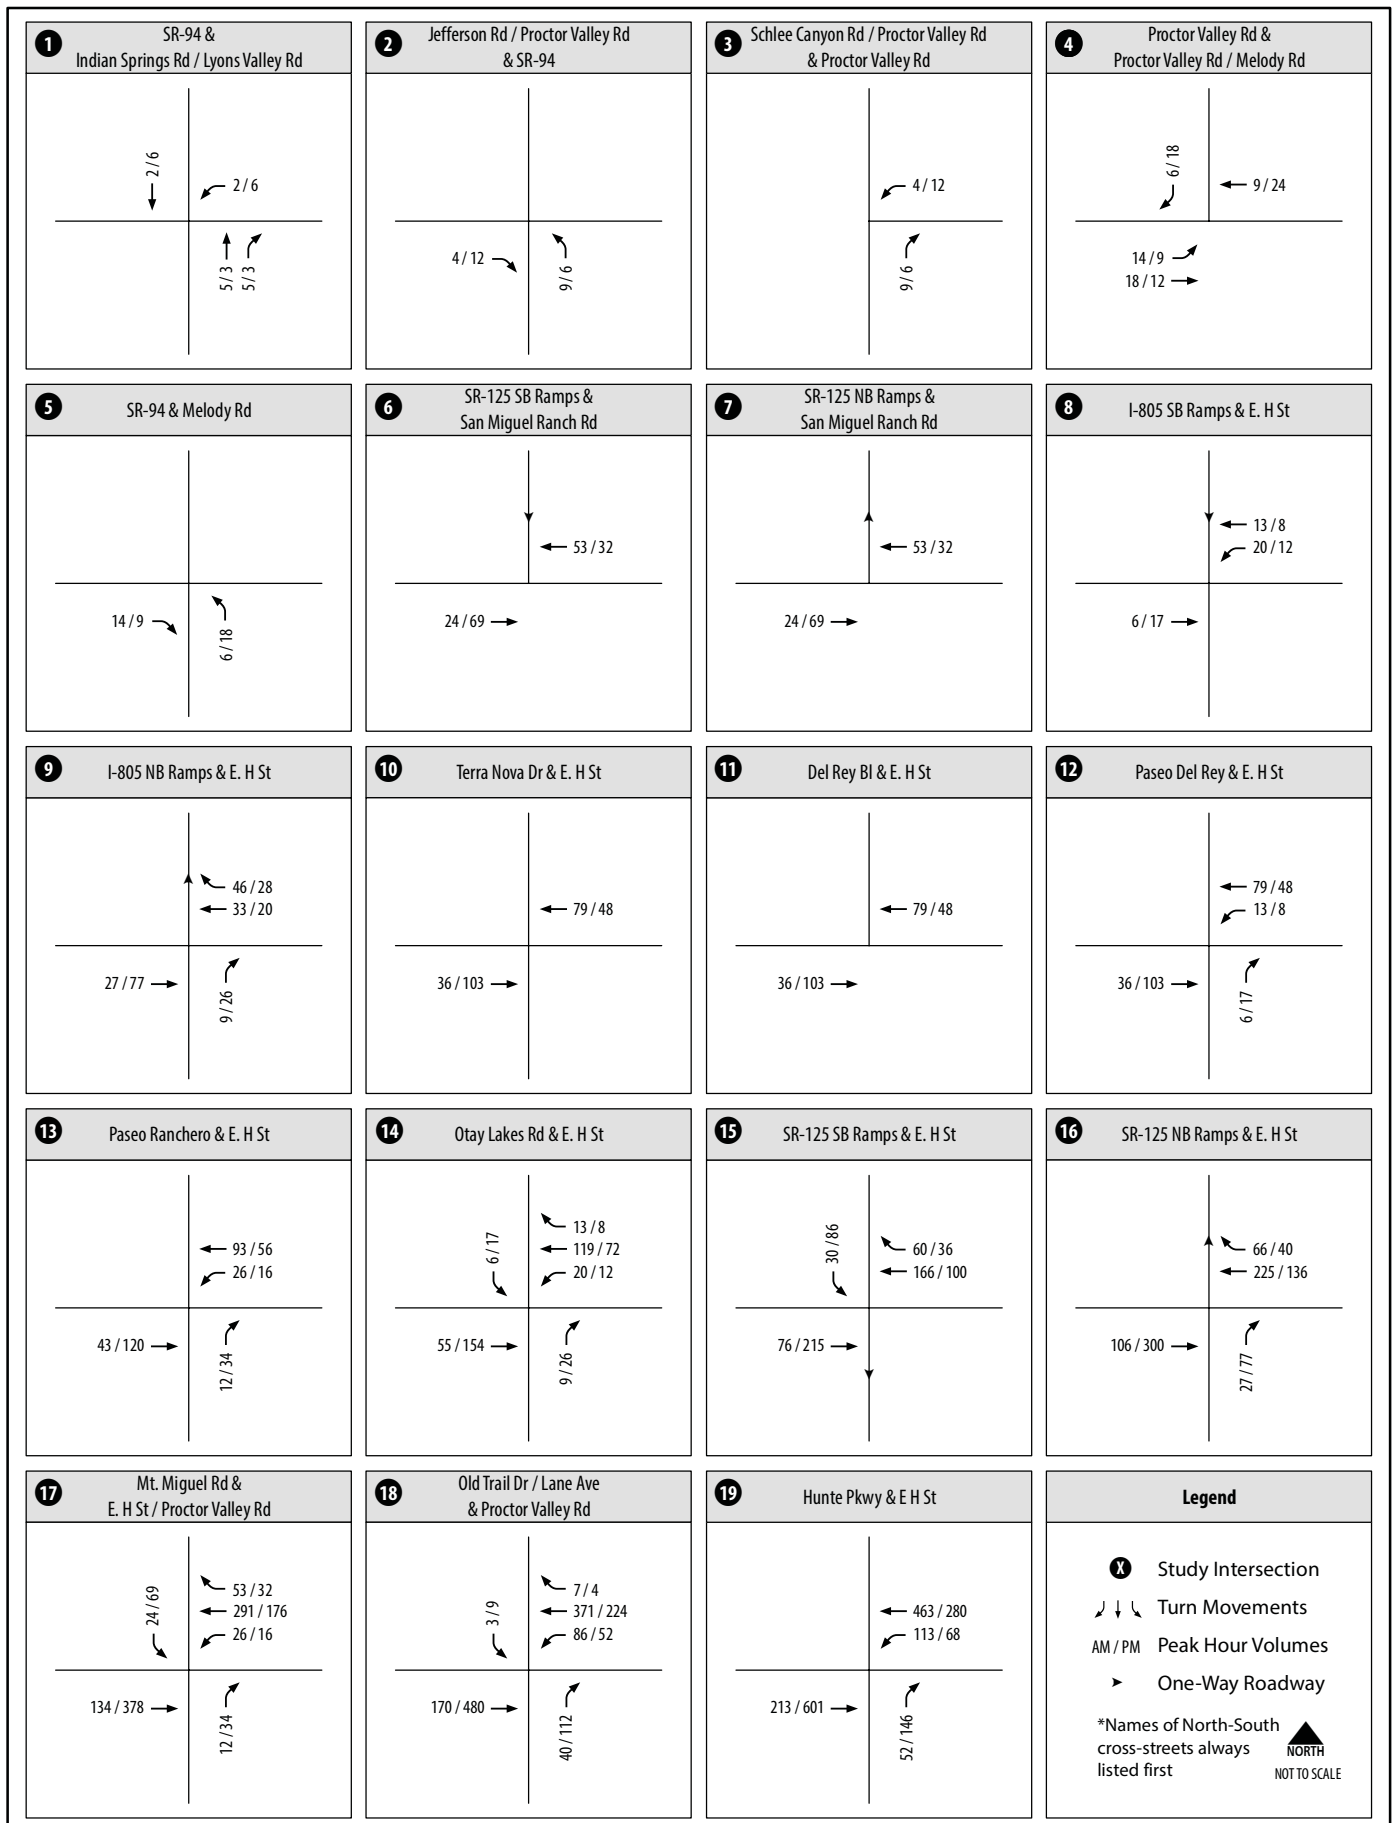 1
SR-94 &
Indian Springs Rd / Lyons Valley Rd
2 / 6
2 / 6
5 / 3
5 / 3
2
Jefferson Rd / Proctor Valley Rd
& SR-94
4 / 12
9 / 6
3
Schlee Canyon Rd / Proctor Valley Rd
& Proctor Valley Rd
4 / 12
9 / 6
4
Proctor Valley Rd &
Proctor Valley Rd / Melody Rd
6 / 18
9 / 24
14 / 9
18 / 12
5
SR-94 & Melody Rd
14 / 9
6 / 18
6
SR-125 SB Ramps &
San Miguel Ranch Rd
53 / 32
24 / 69
7
SR-125 NB Ramps &
San Miguel Ranch Rd
53 / 32
24 / 69
8
I-805 SB Ramps & E. H St
13 / 8
20 / 12
6 / 17
9
I-805 NB Ramps & E. H St
46 / 28
33 / 20
27 / 77
9 / 26
10
Terra Nova Dr & E. H St
79 / 48
36 / 103
11
Del Rey Bl & E. H St
79 / 48
36 / 103
12
Paseo Del Rey & E. H St
79 / 48
13 / 8
36 / 103
6 / 17
13
Paseo Ranchero & E. H St
93 / 56
26 / 16
43 / 120
12 / 34
14
Otay Lakes Rd & E. H St
6 / 17
13 / 8
119 / 72
20 / 12
55 / 154
9 / 26
15
SR-125 SB Ramps & E. H St
30 / 86
60 / 36
166 / 100
76 / 215
16
SR-125 NB Ramps & E. H St
66 / 40
225 / 136
106 / 300
27 / 77
17
Mt. Miguel Rd &
E. H St / Proctor Valley Rd
24 / 69
53 / 32
291 / 176
26 / 16
134 / 378
12 / 34
18
Old Trail Dr / Lane Ave
& Proctor Valley Rd
3 / 9
7 / 4
371 / 224
86 / 52
170 / 480
40 / 112
19
Hunte Pkwy & E H St
463 / 280
113 / 68
213 / 601
52 / 146
Legend
X Study Intersection
Turn Movements
AM / PM Peak Hour Volumes
One-Way Roadway
*Names of North-South
cross-streets always
listed first
NORTH
NOT TO SCALE